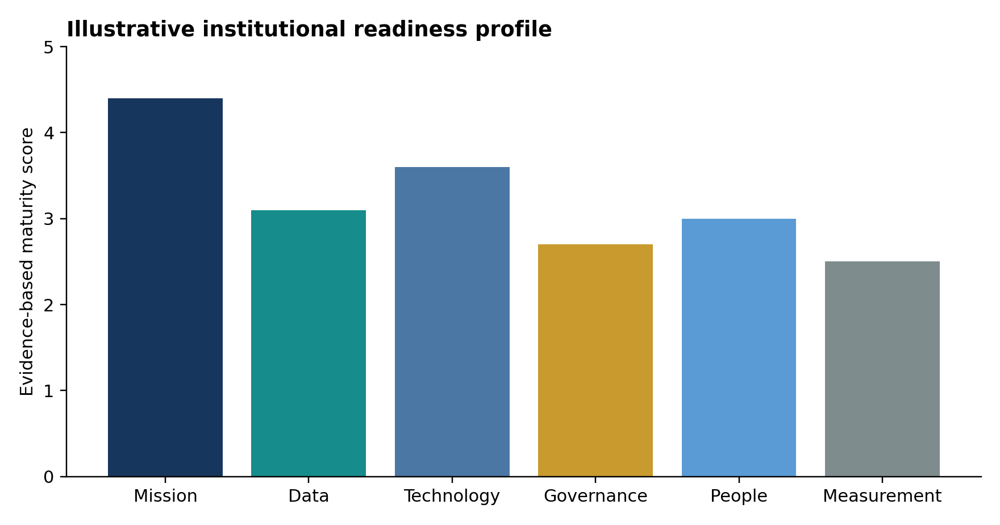 Illustrative institutional readiness profile
Evidence-based maturity score
5
4
3
2
1
0
Mission
Data
Technology
Governance
People
Measurement